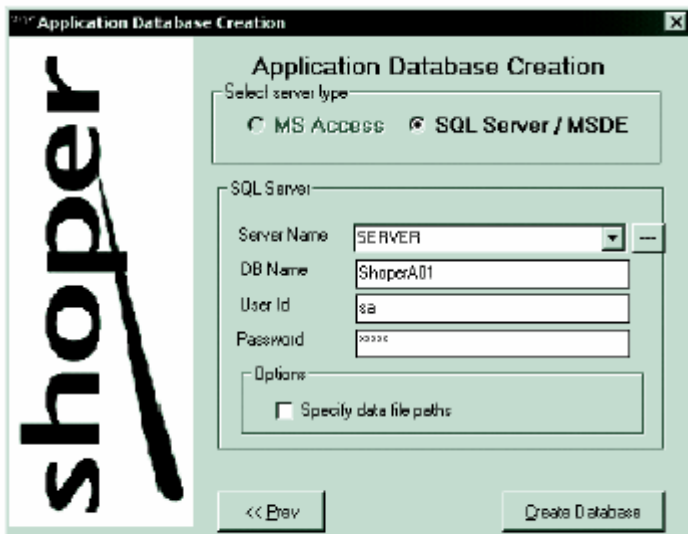 Application Database Creation
shoper
Application Database Creation
Select server type
MS Access SQL Server / MSDE
SQL Server
Server Name SERVER ---
DB Name ShoperA01
User Id sa
Password *****
Options
Specify data file paths
<< Prev Create Database